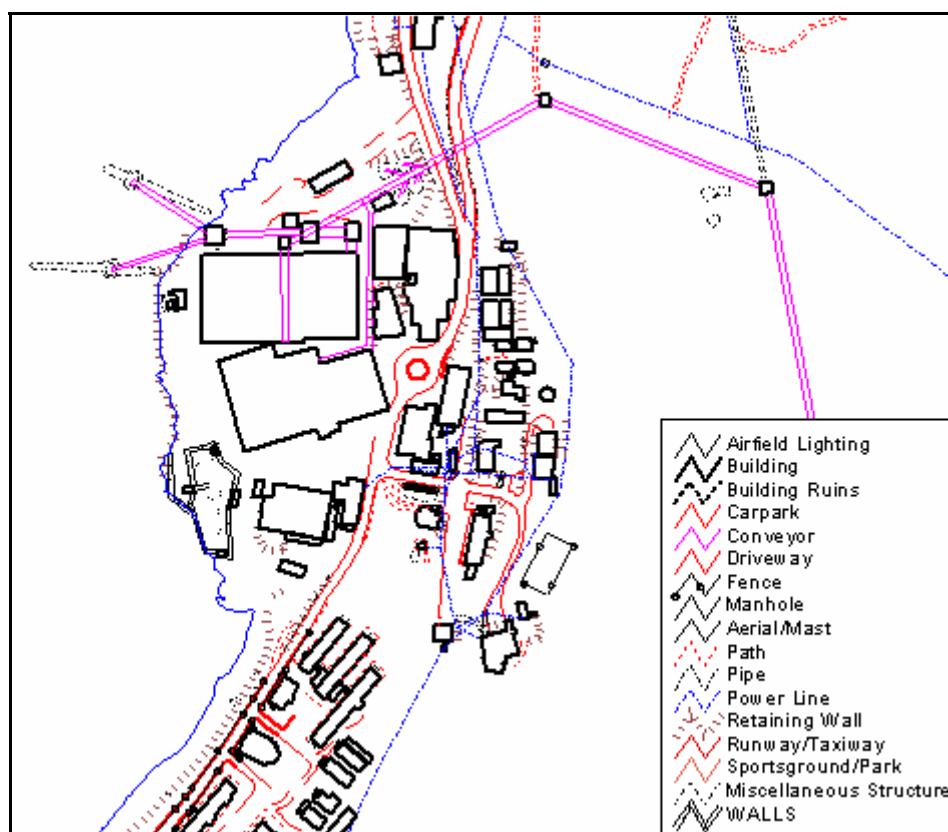 Airfield Lighting
Building
Building Ruins
Carpark
Conveyor
Driveway
Fence
Manhole
Aerial/Mast
Path
Pipe
Power Line
Retaining Wall
Runway/Taxiway
Sportsground/Park
Miscellaneous Structure
WALLS